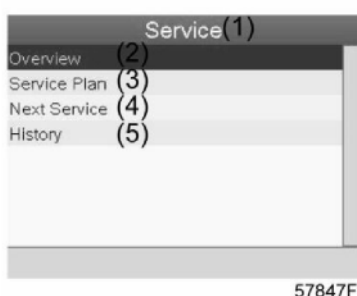 Service(1)
Overview (2)
Service Plan (3)
Next Service (4)
History (5)
57847F